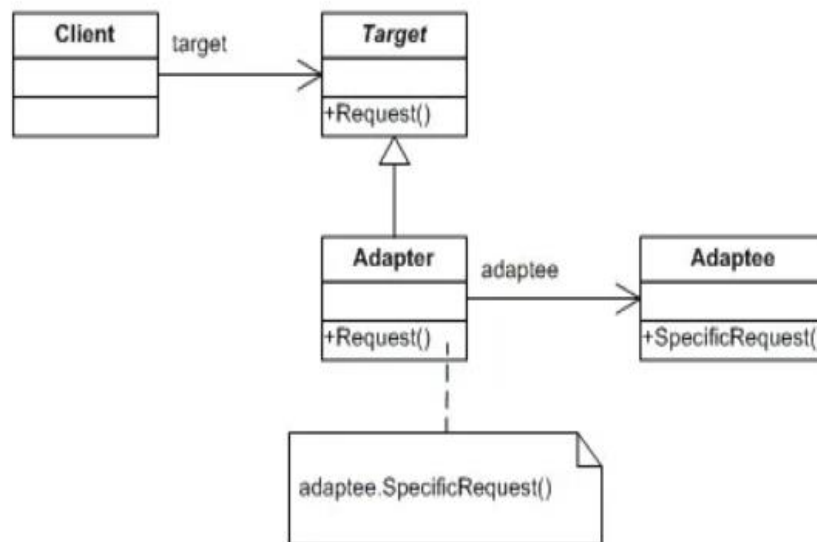 Client
target
Target
+Request()
Adapter
adaptee
Adaptee
+Request()
+SpecificRequest(
adaptee.SpecificRequest()